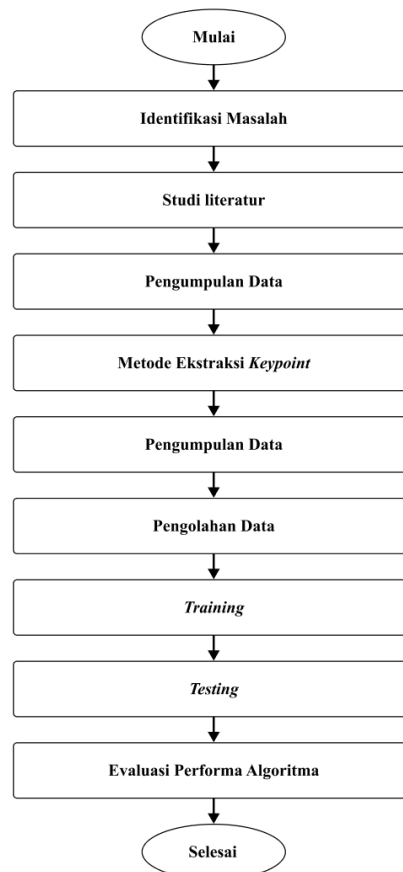 Mulai
Identifikasi Masalah
Studi literatur
Pengumpulan Data
Metode Ekstraksi Keypoint
Pengumpulan Data
Pengolahan Data
Training
Testing
Evaluasi Performa Algoritma
Selesai